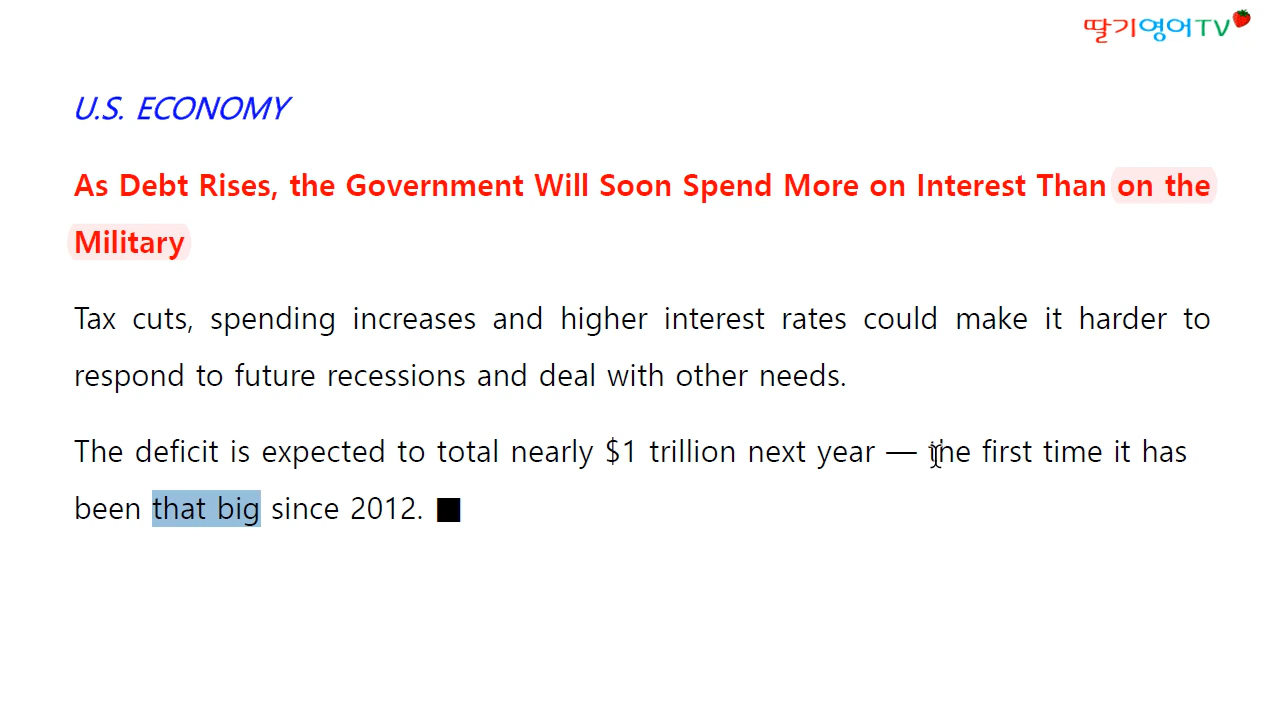 딸기영어TV
U.S. ECONOMY
As Debt Rises, the Government Will Soon Spend More on Interest Than on the
Military
Tax cuts, spending increases and higher interest rates could make it harder to
respond to future recessions and deal with other needs.
The deficit is expected to total nearly $1 trillion next year — the first time it has
been that big since 2012. ■